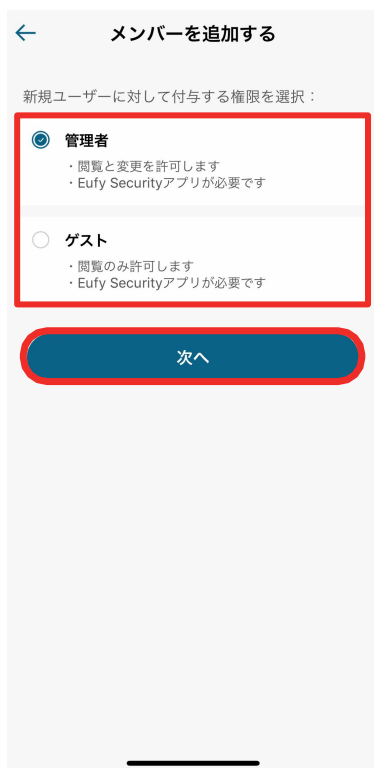 メンバーを追加する
新規ユーザーに対して付与する権限を選択：
管理者
・閲覧と変更を許可します
・Eufy Securityアプリが必要です
ゲスト
・閲覧のみ許可します
・Eufy Securityアプリが必要です
次へ